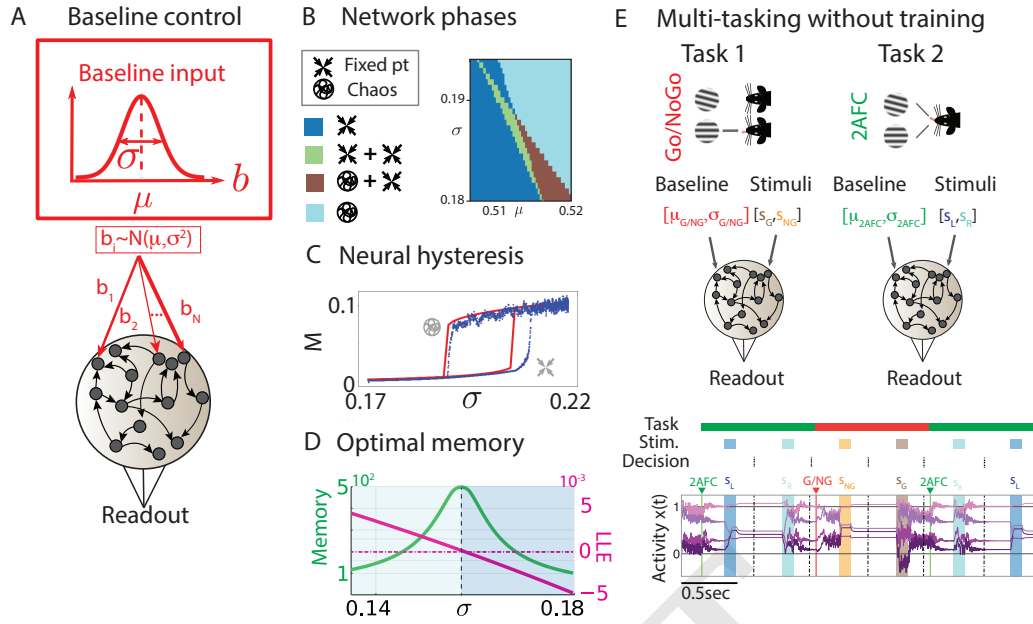 A Baseline control
Baseline input
σ
μ
b
b_i~N(μ,σ²)
b_1
b_2
...
b_N
Readout
B Network phases
Fixed pt
Chaos
+
+
0.19
σ
0.18
0.51
μ
0.52
C Neural hysteresis
0.1
M
0
0.17
σ
0.22
D Optimal memory
5
10²
Memory
1
10⁻³
5
0
LLE
−5
0.14
σ
0.18
E Multi-tasking without training
Task 1
Task 2
Go/NoGo
2AFC
Baseline Stimuli
Baseline Stimuli
[μ_G/NG,σ_G/NG] [s_G,s_NG]
[μ_2AFC,σ_2AFC] [s_L,s_R]
Readout
Readout
Task
Stim.
Decision
2AFC s_L s_R G/NG s_NG s_G 2AFC s_R s_L
Activity x(t)
1
0
0.5sec